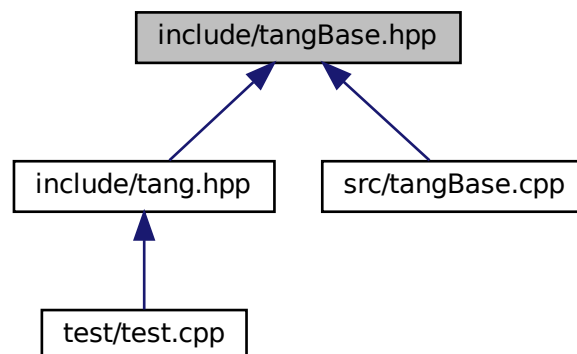 include/tangBase.hpp
include/tang.hpp
src/tangBase.cpp
test/test.cpp